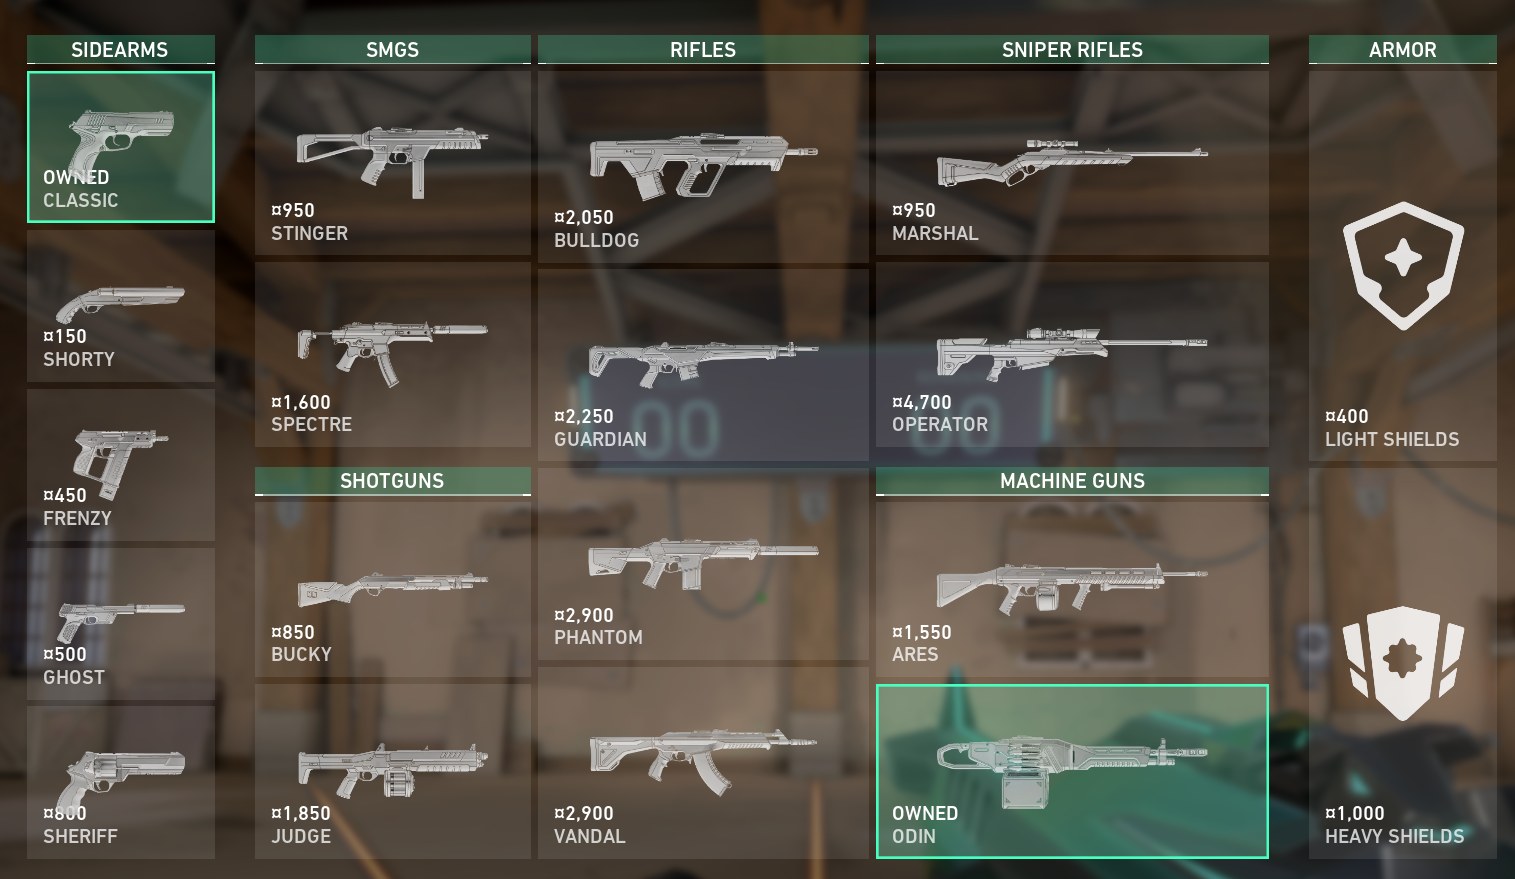 SIDEARMS
OWNED
CLASSIC
¤150
SHORTY
¤450
FRENZY
¤500
GHOST
¤800
SHERIFF
SMGS
¤950
STINGER
¤1,600
SPECTRE
SHOTGUNS
¤850
BUCKY
¤1,850
JUDGE
RIFLES
¤2,050
BULLDOG
¤2,250
GUARDIAN
¤2,900
PHANTOM
¤2,900
VANDAL
SNIPER RIFLES
¤950
MARSHAL
¤4,700
OPERATOR
MACHINE GUNS
¤1,550
ARES
OWNED
ODIN
ARMOR
¤400
LIGHT SHIELDS
¤1,000
HEAVY SHIELDS
00
00